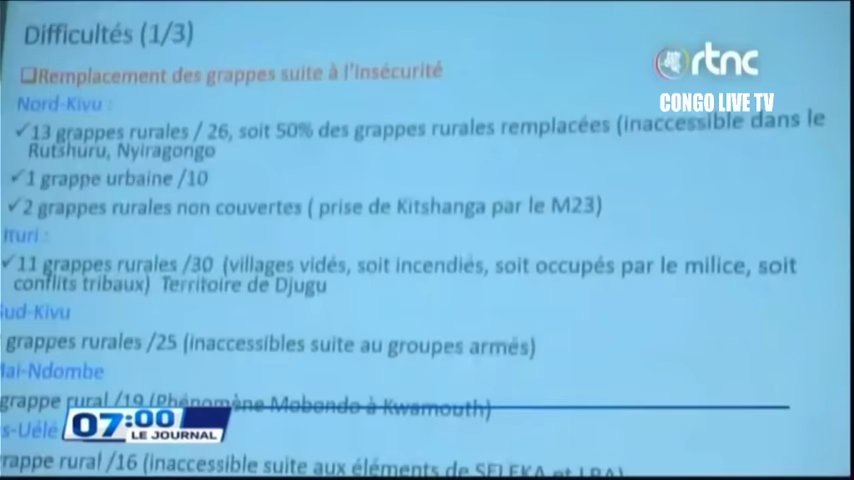 Difficultés (1/3)
rtnc
CONGO LIVE TV
❑Remplacement des grappes suite à l'insécurité
Nord-Kivu :
✓13 grappes rurales / 26, soit 50% des grappes rurales remplacées (inaccessible dans le
Rutshuru, Nyiragongo
✓1 grappe urbaine /10
✓2 grappes rurales non couvertes ( prise de Kitshanga par le M23)
Ituri :
✓11 grappes rurales /30 (villages vidés, soit incendiés, soit occupés par le milice, soit
conflits tribaux) Territoire de Djugu
Sud-Kivu
grappes rurales /25 (inaccessibles suite au groupes armés)
Mai-Ndombe
grappe rural /19 (Phénomène Mobondo à Kwamouth)
s-Uélé
grappe rural /16 (inaccessible suite aux éléments de SELEKA et LRA)
07:00
LE JOURNAL